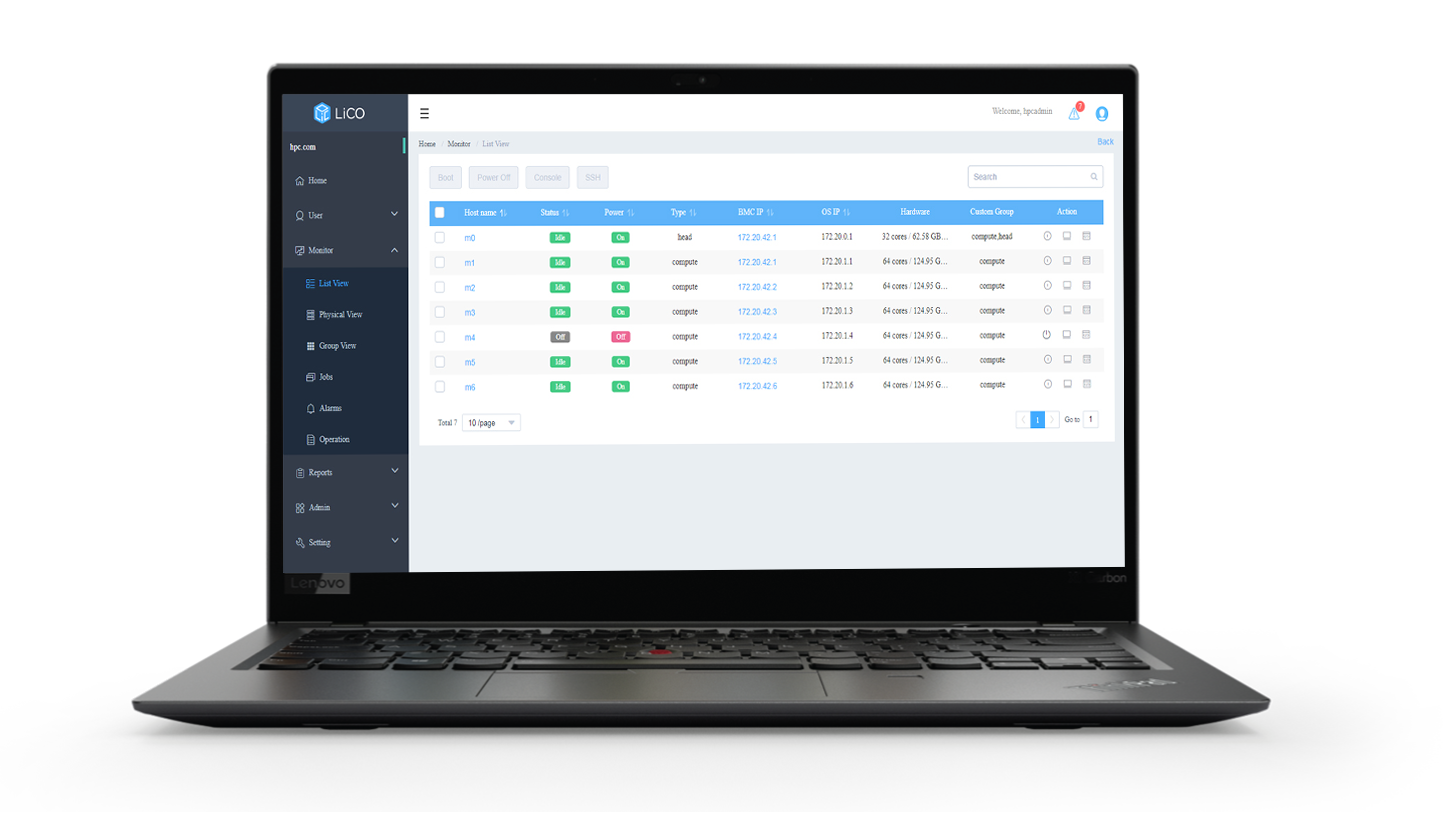 LiCO
Welcome, hpcadmin 7
hpc.com
Home / Monitor / List View
Back
Home
User
Monitor
List View
Physical View
Group View
Jobs
Alarms
Operation
Reports
Admin
Setting
Boot Power Off Console SSH
Search
Host name Status Power Type BMC IP OS IP Hardware Custom Group Action
m0 Idle On head 172.20.42.1 172.20.0.1 32 cores / 62.58 GB... compute,head
m1 Idle On compute 172.20.42.1 172.20.1.1 64 cores / 124.95 G... compute
m2 Idle On compute 172.20.42.2 172.20.1.2 64 cores / 124.95 G... compute
m3 Idle On compute 172.20.42.3 172.20.1.3 64 cores / 124.95 G... compute
m4 Off Off compute 172.20.42.4 172.20.1.4 64 cores / 124.95 G... compute
m5 Idle On compute 172.20.42.5 172.20.1.5 64 cores / 124.95 G... compute
m6 Idle On compute 172.20.42.6 172.20.1.6 64 cores / 124.95 G... compute
Total 7 10 /page
1 Go to 1
Lenovo
ThinkPad